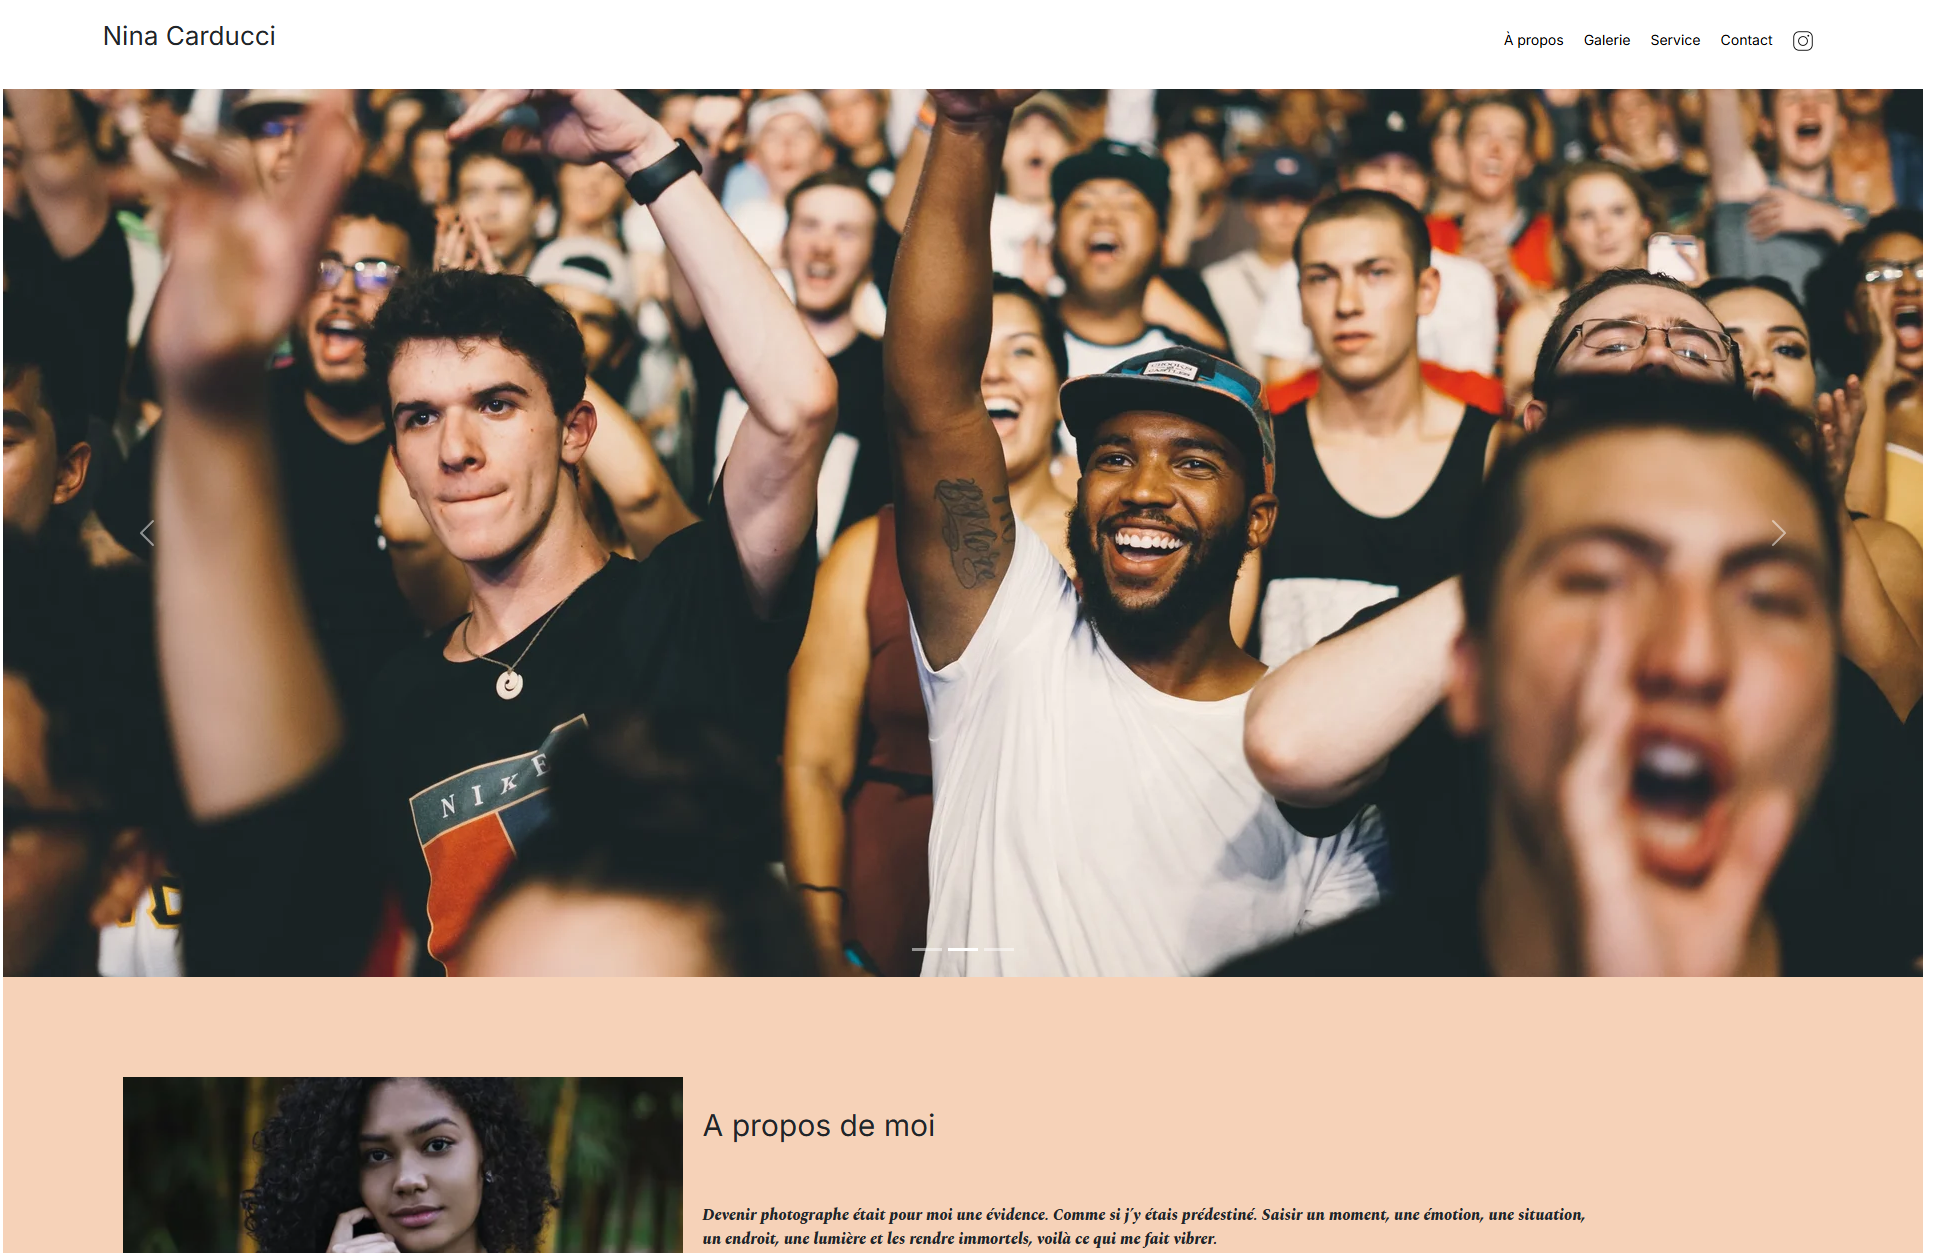 Nina Carducci
À propos Galerie Service Contact
NIKE
A propos de moi
Devenir photographe était pour moi une évidence. Comme si j'y étais prédestiné. Saisir un moment, une émotion, une situation,
un endroit, une lumière et les rendre immortels, voilà ce qui me fait vibrer.